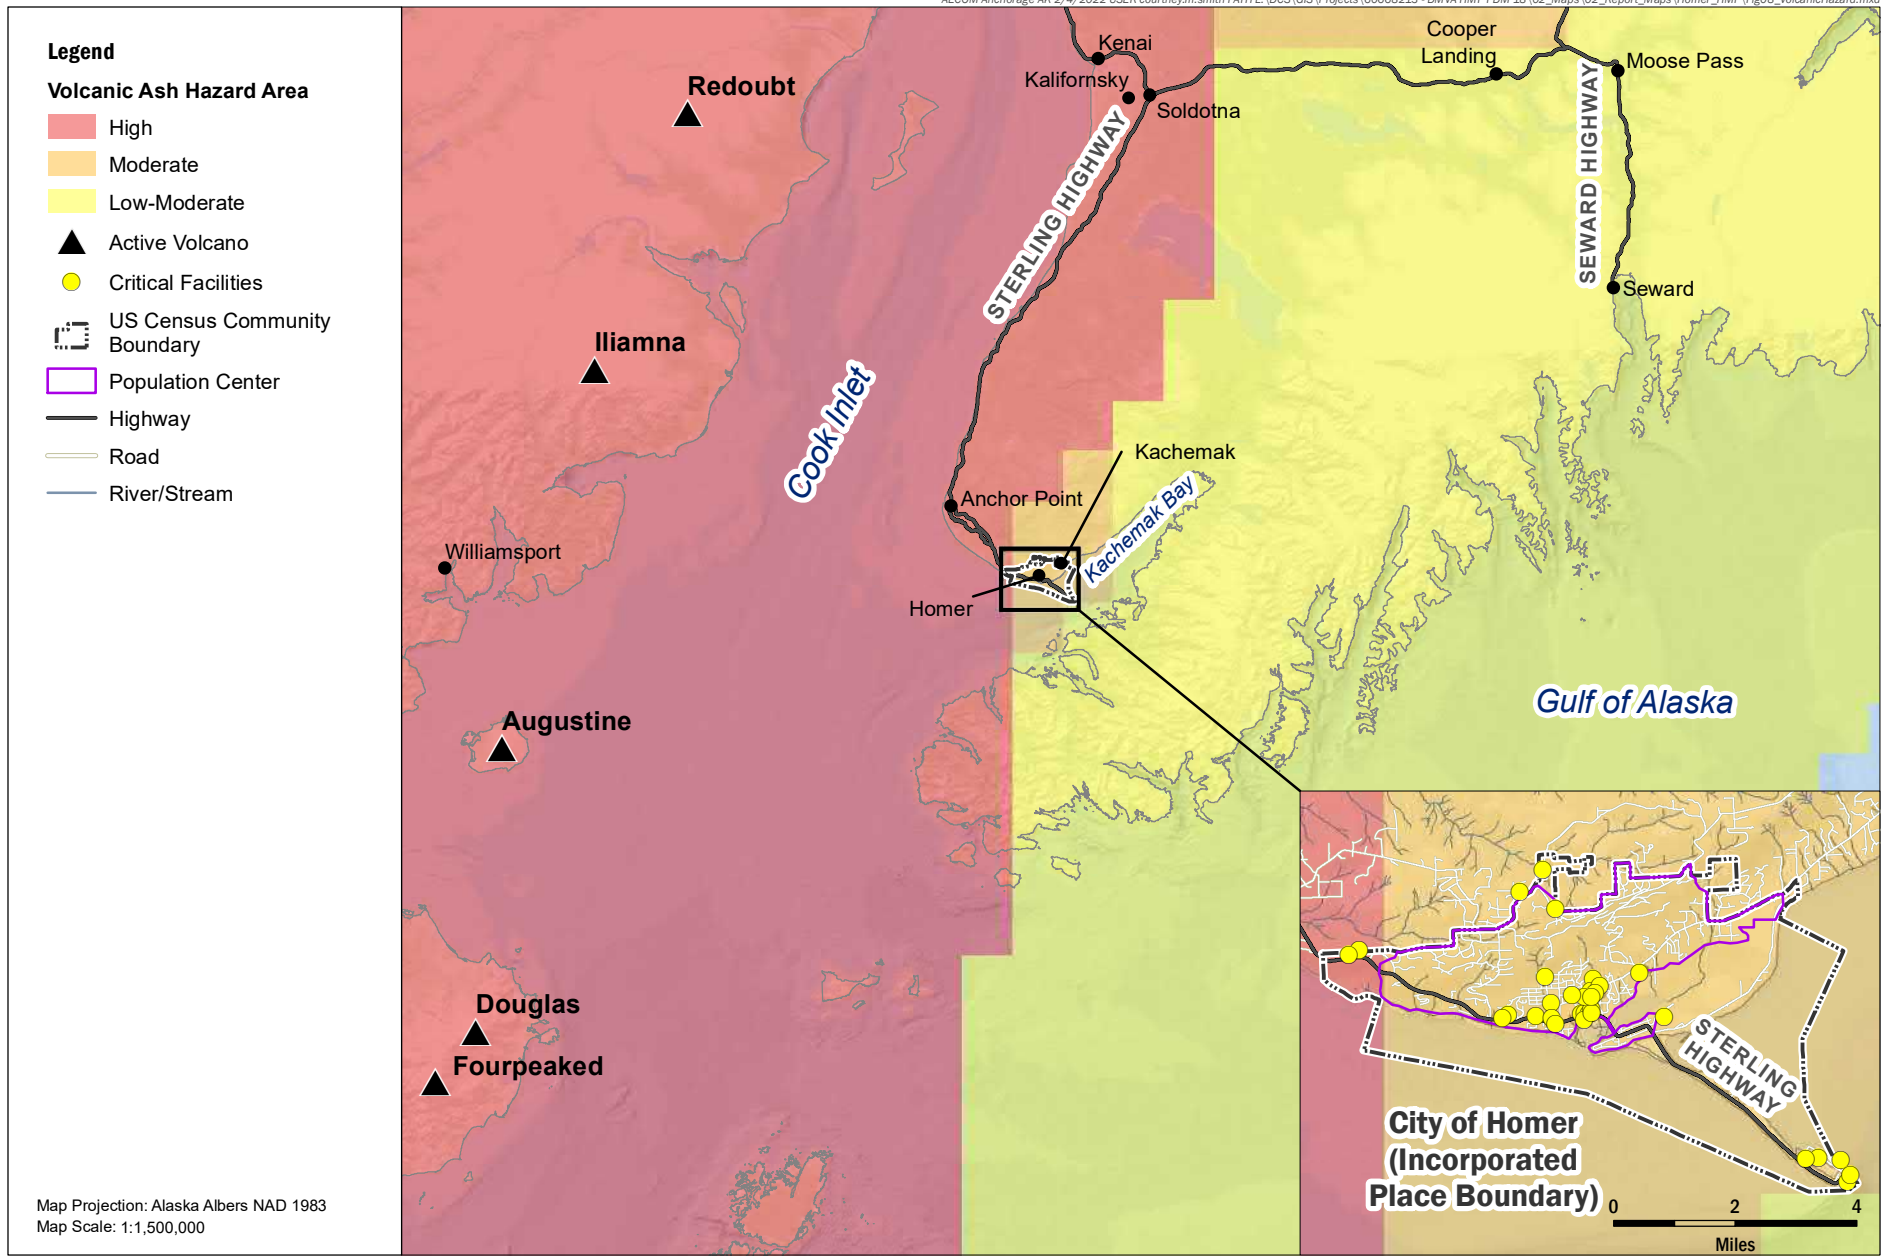 Legend
Volcanic Ash Hazard Area
High
Moderate
Low-Moderate
Active Volcano
Critical Facilities
US Census Community
Boundary
Population Center
Highway
Road
River/Stream
Map Projection: Alaska Albers NAD 1983
Map Scale: 1:1,500,000
Redoubt
Iliamna
Augustine
Douglas
Fourpeaked
Williamsport
Cook Inlet
Kenai
Kalifornsky
Soldotna
STERLING HIGHWAY
Cooper
Landing
Moose Pass
SEWARD HIGHWAY
Seward
Anchor Point
Kachemak
Kachemak Bay
Homer
Gulf of Alaska
STERLING
HIGHWAY
City of Homer
(Incorporated
Place Boundary)
0 2 4
Miles